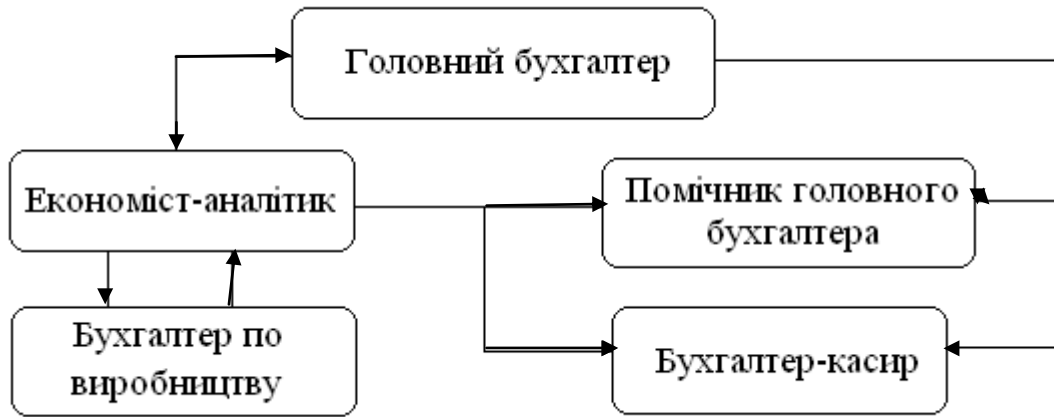 Головний бухгалтер
Економіст-аналітик
Помічник головного
бухгалтера
Бухгалтер по
виробництву
Бухгалтер-касир